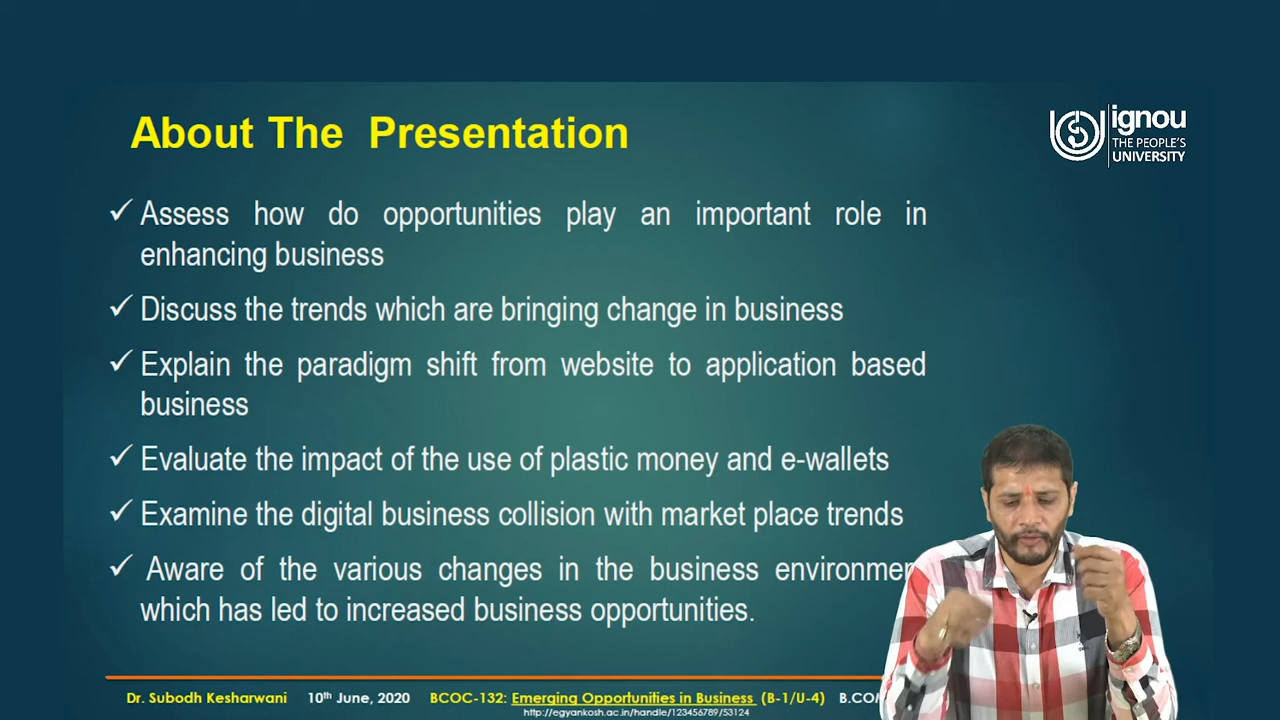 About The Presentation
ignou
THE PEOPLE'S
UNIVERSITY
✓ Assess how do opportunities play an important role in
enhancing business
✓ Discuss the trends which are bringing change in business
✓ Explain the paradigm shift from website to application based
business
✓ Evaluate the impact of the use of plastic money and e-wallets
✓ Examine the digital business collision with market place trends
✓ Aware of the various changes in the business environmen
which has led to increased business opportunities.
Dr. Subodh Kesharwani 10th June, 2020 BCOC-132: Emerging Opportunities in Business (B-1/U-4) B.CO
http://egyankosh.ac.in/handle/123456789/53124